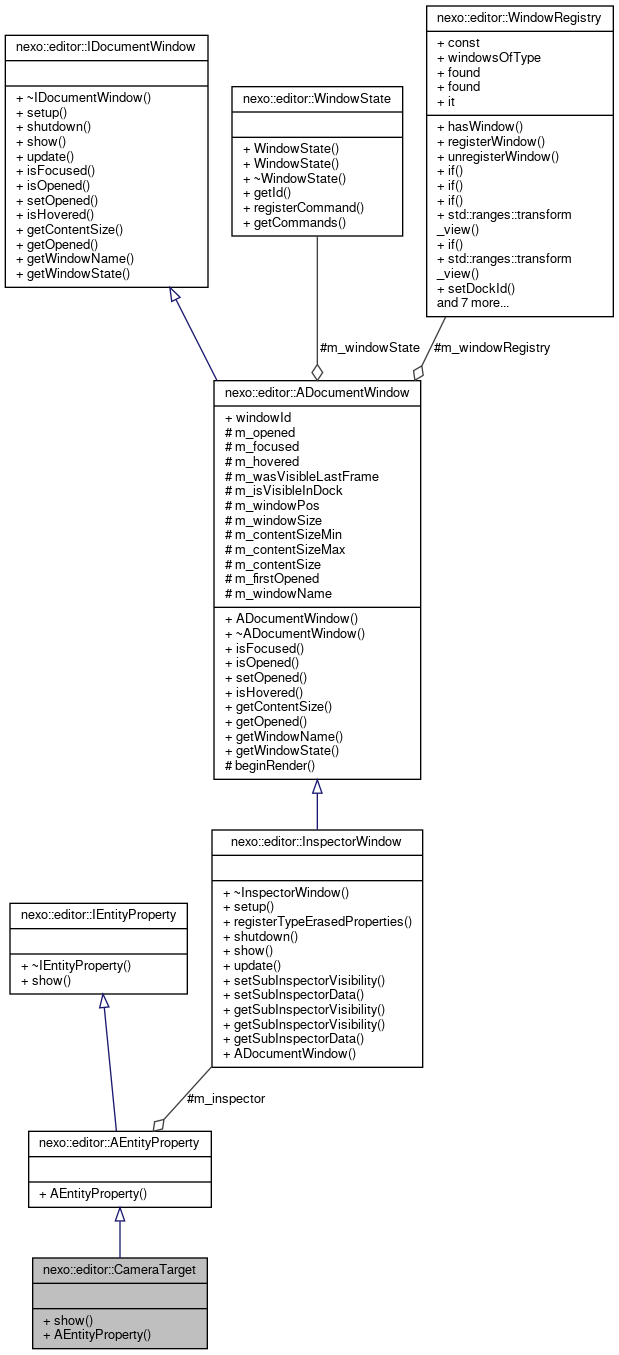 nexo::editor::WindowRegistry
+ const
+ windowsOfType
+ found
+ found
+ it
+ hasWindow()
+ registerWindow()
+ unregisterWindow()
+ if()
+ if()
+ if()
+ std::ranges::transform
_view()
+ if()
+ std::ranges::transform
_view()
+ setDockId()
and 7 more...
nexo::editor::IDocumentWindow
+ ~IDocumentWindow()
+ setup()
+ shutdown()
+ show()
+ update()
+ isFocused()
+ isOpened()
+ setOpened()
+ isHovered()
+ getContentSize()
+ getOpened()
+ getWindowName()
+ getWindowState()
nexo::editor::WindowState
+ WindowState()
+ WindowState()
+ ~WindowState()
+ getId()
+ registerCommand()
+ getCommands()
#m_windowState
#m_windowRegistry
nexo::editor::ADocumentWindow
+ windowId
# m_opened
# m_focused
# m_hovered
# m_wasVisibleLastFrame
# m_isVisibleInDock
# m_windowPos
# m_windowSize
# m_contentSizeMin
# m_contentSizeMax
# m_contentSize
# m_firstOpened
# m_windowName
+ ADocumentWindow()
+ ~ADocumentWindow()
+ isFocused()
+ isOpened()
+ setOpened()
+ isHovered()
+ getContentSize()
+ getOpened()
+ getWindowName()
+ getWindowState()
# beginRender()
nexo::editor::InspectorWindow
+ ~InspectorWindow()
+ setup()
+ registerTypeErasedProperties()
+ shutdown()
+ show()
+ update()
+ setSubInspectorVisibility()
+ setSubInspectorData()
+ getSubInspectorVisibility()
+ getSubInspectorVisibility()
+ getSubInspectorData()
+ ADocumentWindow()
nexo::editor::IEntityProperty
+ ~IEntityProperty()
+ show()
#m_inspector
nexo::editor::AEntityProperty
+ AEntityProperty()
nexo::editor::CameraTarget
+ show()
+ AEntityProperty()